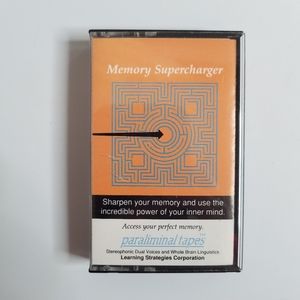 Memory Supercharger
Sharpen your memory and use the
incredible power of your inner mind.
Access your perfect memory.
paraliminal tapes
Stereophonic Dual Voices and Whole Brain Linguistics
Learning Strategies Corporation